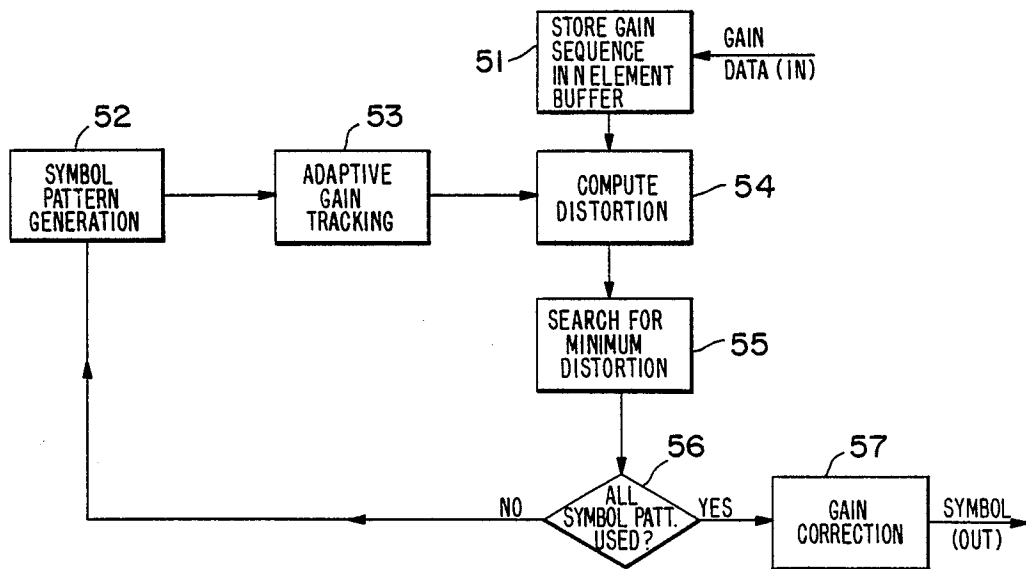 51
STORE GAIN
SEQUENCE
IN N ELEMENT
BUFFER
GAIN
DATA (IN)
52
SYMBOL
PATTERN
GENERATION
53
ADAPTIVE
GAIN
TRACKING
COMPUTE
DISTORTION
54
SEARCH FOR
MINIMUM
DISTORTION
55
56
ALL
SYMBOL PATT.
USED?
NO
YES
57
GAIN
CORRECTION
SYMBOL
(OUT)